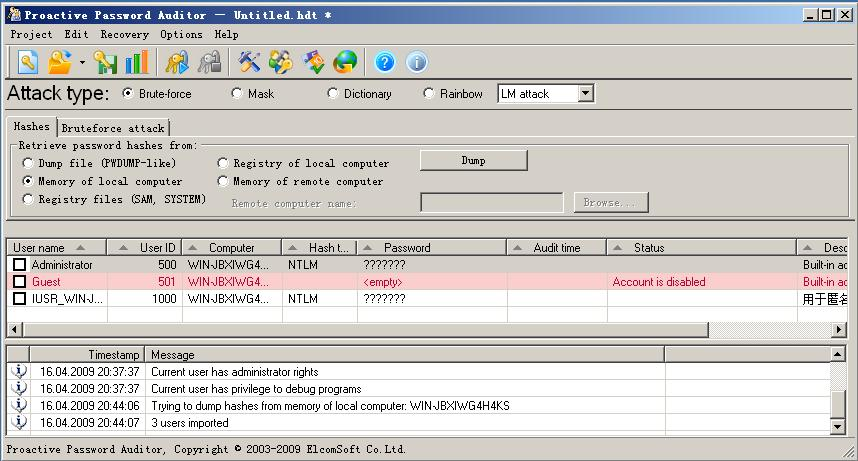 Proactive Password Auditor — Untitled.hdt *
Project Edit Recovery Options Help
Attack type: Brute-force Mask Dictionary Rainbow LM attack
Hashes Bruteforce attack
Retrieve password hashes from:
Dump file (PWDUMP-like) Registry of local computer Dump
Memory of local computer Memory of remote computer
Registry files (SAM, SYSTEM) Remote computer name: Browse...
User name User ID Computer Hash t... Password Audit time Status Desc
Administrator 500 WIN-JBXIWG4... NTLM ??????? Built-in ac
Guest 501 WIN-JBXIWG4... <empty> Account is disabled Built-in ac
IUSR_WIN-J... 1000 WIN-JBXIWG4... NTLM ??????? 用于匿名
Timestamp Message
16.04.2009 20:37:37 Current user has administrator rights
16.04.2009 20:37:37 Current user has privilege to debug programs
16.04.2009 20:44:06 Trying to dump hashes from memory of local computer: WIN-JBXIWG4H4KS
16.04.2009 20:44:07 3 users imported
Proactive Password Auditor, Copyright © 2003-2009 ElcomSoft Co.Ltd.